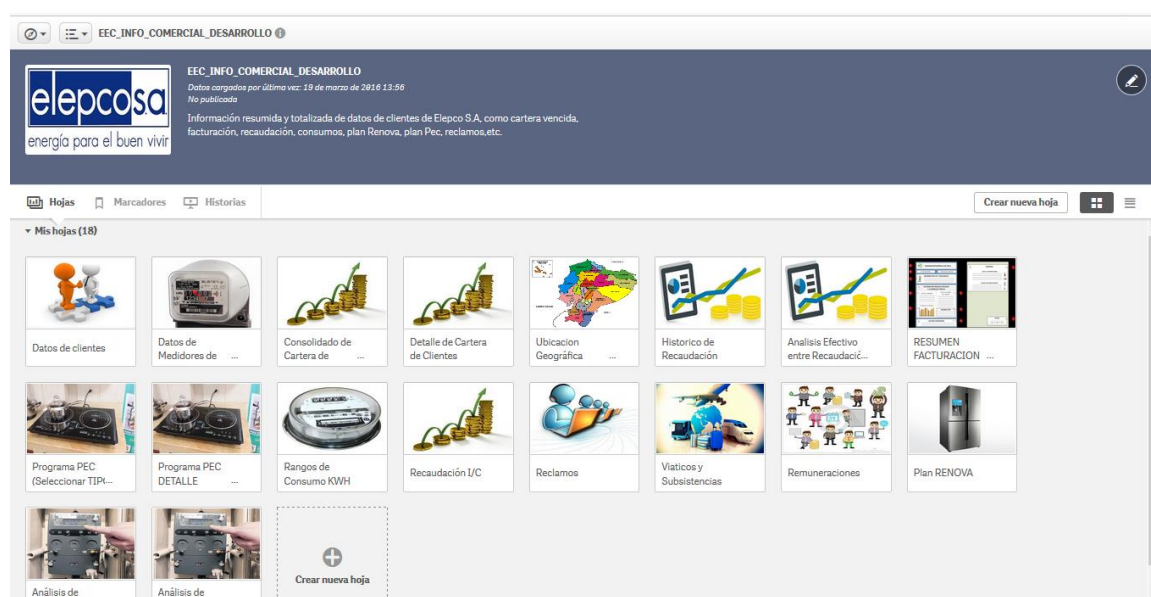 EEC_INFO_COMERCIAL_DESARROLLO
elepcosa
energía para el buen vivir
EEC_INFO_COMERCIAL_DESARROLLO
Datos cargados por última vez: 19 de marzo de 2016 13:56
No publicada
Información resumida y totalizada de datos de clientes de Elepco S.A, como cartera vencida,
facturación, recaudación, consumos, plan Renova, plan Pec, reclamos,etc.
Hojas
Marcadores
Historias
Crear nueva hoja
Mis hojas (18)
Datos de clientes
Datos de
Medidores de ...
Consolidado de
Cartera de ...
Detalle de Cartera
de Clientes
Ubicacion
Geográfica ...
Historico de
Recaudación
Analisis Efectivo
entre Recaudació...
RESUMEN
FACTURACION ...
Programa PEC
(Seleccionar TIP(...
Programa PEC
DETALLE ...
Rangos de
Consumo KWH
Recaudación I/C
Reclamos
Viaticos y
Subsistencias
Remuneraciones
Plan RENOVA
Análisis de
Análisis de
Crear nueva hoja